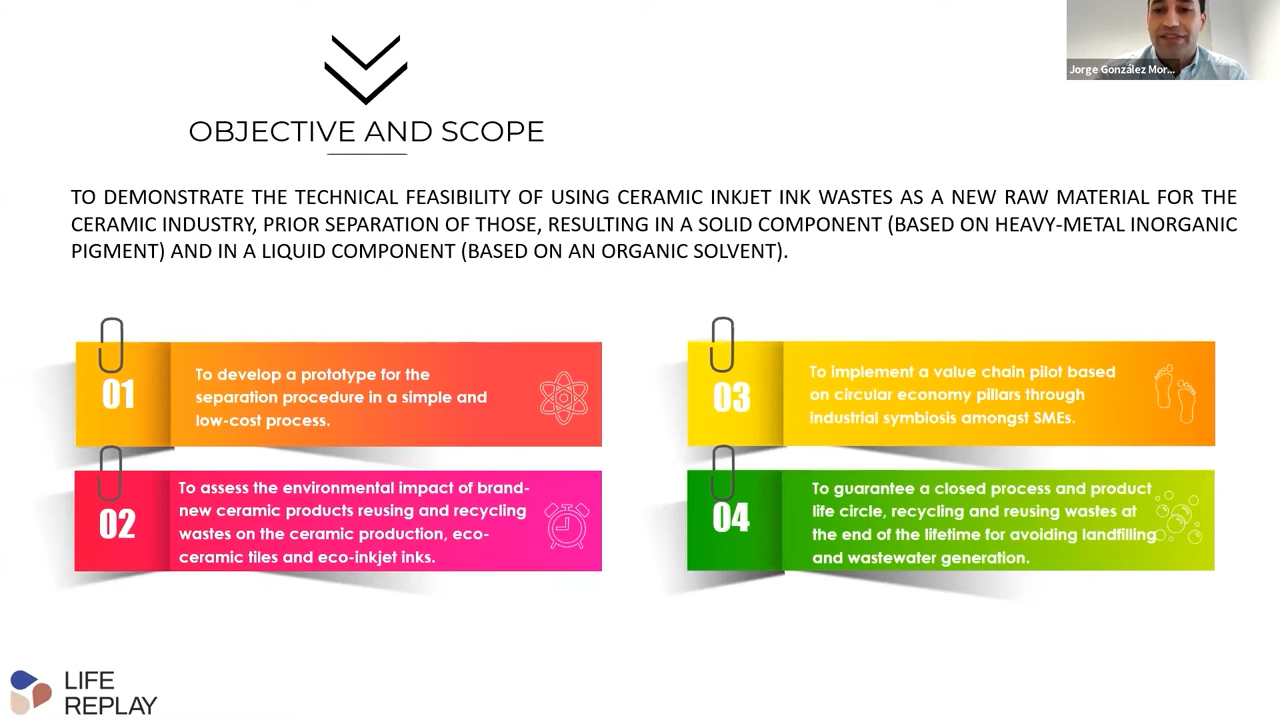 Jorge González Mor...
OBJECTIVE AND SCOPE
TO DEMONSTRATE THE TECHNICAL FEASIBILITY OF USING CERAMIC INKJET INK WASTES AS A NEW RAW MATERIAL FOR THE
CERAMIC INDUSTRY, PRIOR SEPARATION OF THOSE, RESULTING IN A SOLID COMPONENT (BASED ON HEAVY-METAL INORGANIC
PIGMENT) AND IN A LIQUID COMPONENT (BASED ON AN ORGANIC SOLVENT).
01
To develop a prototype for the
separation procedure in a simple and
low-cost process.
02
To assess the environmental impact of brand-
new ceramic products reusing and recycling
wastes on the ceramic production, eco-
ceramic tiles and eco-inkjet inks.
03
To implement a value chain pilot based
on circular economy pillars through
industrial symbiosis amongst SMEs.
04
To guarantee a closed process and product
life circle, recycling and reusing wastes at
the end of the lifetime for avoiding landfilling
and wastewater generation.
LIFE
REPLAY